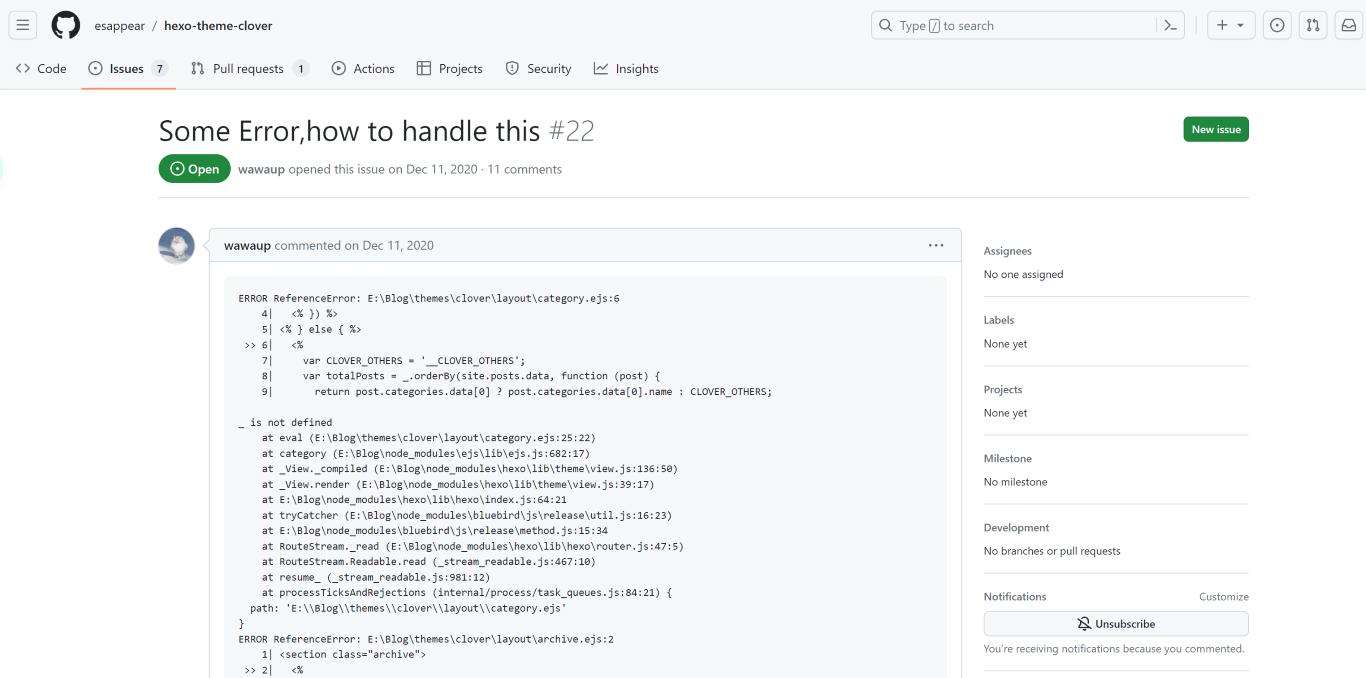 esappear / hexo-theme-clover
Type / to search
Code
Issues 7
Pull requests 1
Actions
Projects
Security
Insights
Some Error,how to handle this #22
New issue
Open
wawaup opened this issue on Dec 11, 2020 · 11 comments
wawaup commented on Dec 11, 2020
ERROR ReferenceError: E:\Blog\themes\clover\layout\category.ejs:6
    4|   <% }) %>
    5| <% } else { %>
 >> 6|   <%
    7|     var CLOVER_OTHERS = '__CLOVER_OTHERS';
    8|     var totalPosts = _.orderBy(site.posts.data, function (post) {
    9|       return post.categories.data[0] ? post.categories.data[0].name : CLOVER_OTHERS;
_ is not defined
    at eval (E:\Blog\themes\clover\layout\category.ejs:25:22)
    at category (E:\Blog\node_modules\ejs\lib\ejs.js:682:17)
    at _View._compiled (E:\Blog\node_modules\hexo\lib\theme\view.js:136:50)
    at _View.render (E:\Blog\node_modules\hexo\lib\theme\view.js:39:17)
    at E:\Blog\node_modules\hexo\lib\hexo\index.js:64:21
    at tryCatcher (E:\Blog\node_modules\bluebird\js\release\util.js:16:23)
    at E:\Blog\node_modules\bluebird\js\release\method.js:15:34
    at RouteStream._read (E:\Blog\node_modules\hexo\lib\hexo\router.js:47:5)
    at RouteStream.Readable.read (_stream_readable.js:467:10)
    at resume_ (_stream_readable.js:981:12)
    at processTicksAndRejections (internal/process/task_queues.js:84:21) {
  path: 'E:\\Blog\\themes\\clover\\layout\\category.ejs'
}
ERROR ReferenceError: E:\Blog\themes\clover\layout\archive.ejs:2
    1| <section class="archive">
 >> 2|   <%
Assignees
No one assigned
Labels
None yet
Projects
None yet
Milestone
No milestone
Development
No branches or pull requests
Notifications
Customize
Unsubscribe
You're receiving notifications because you commented.